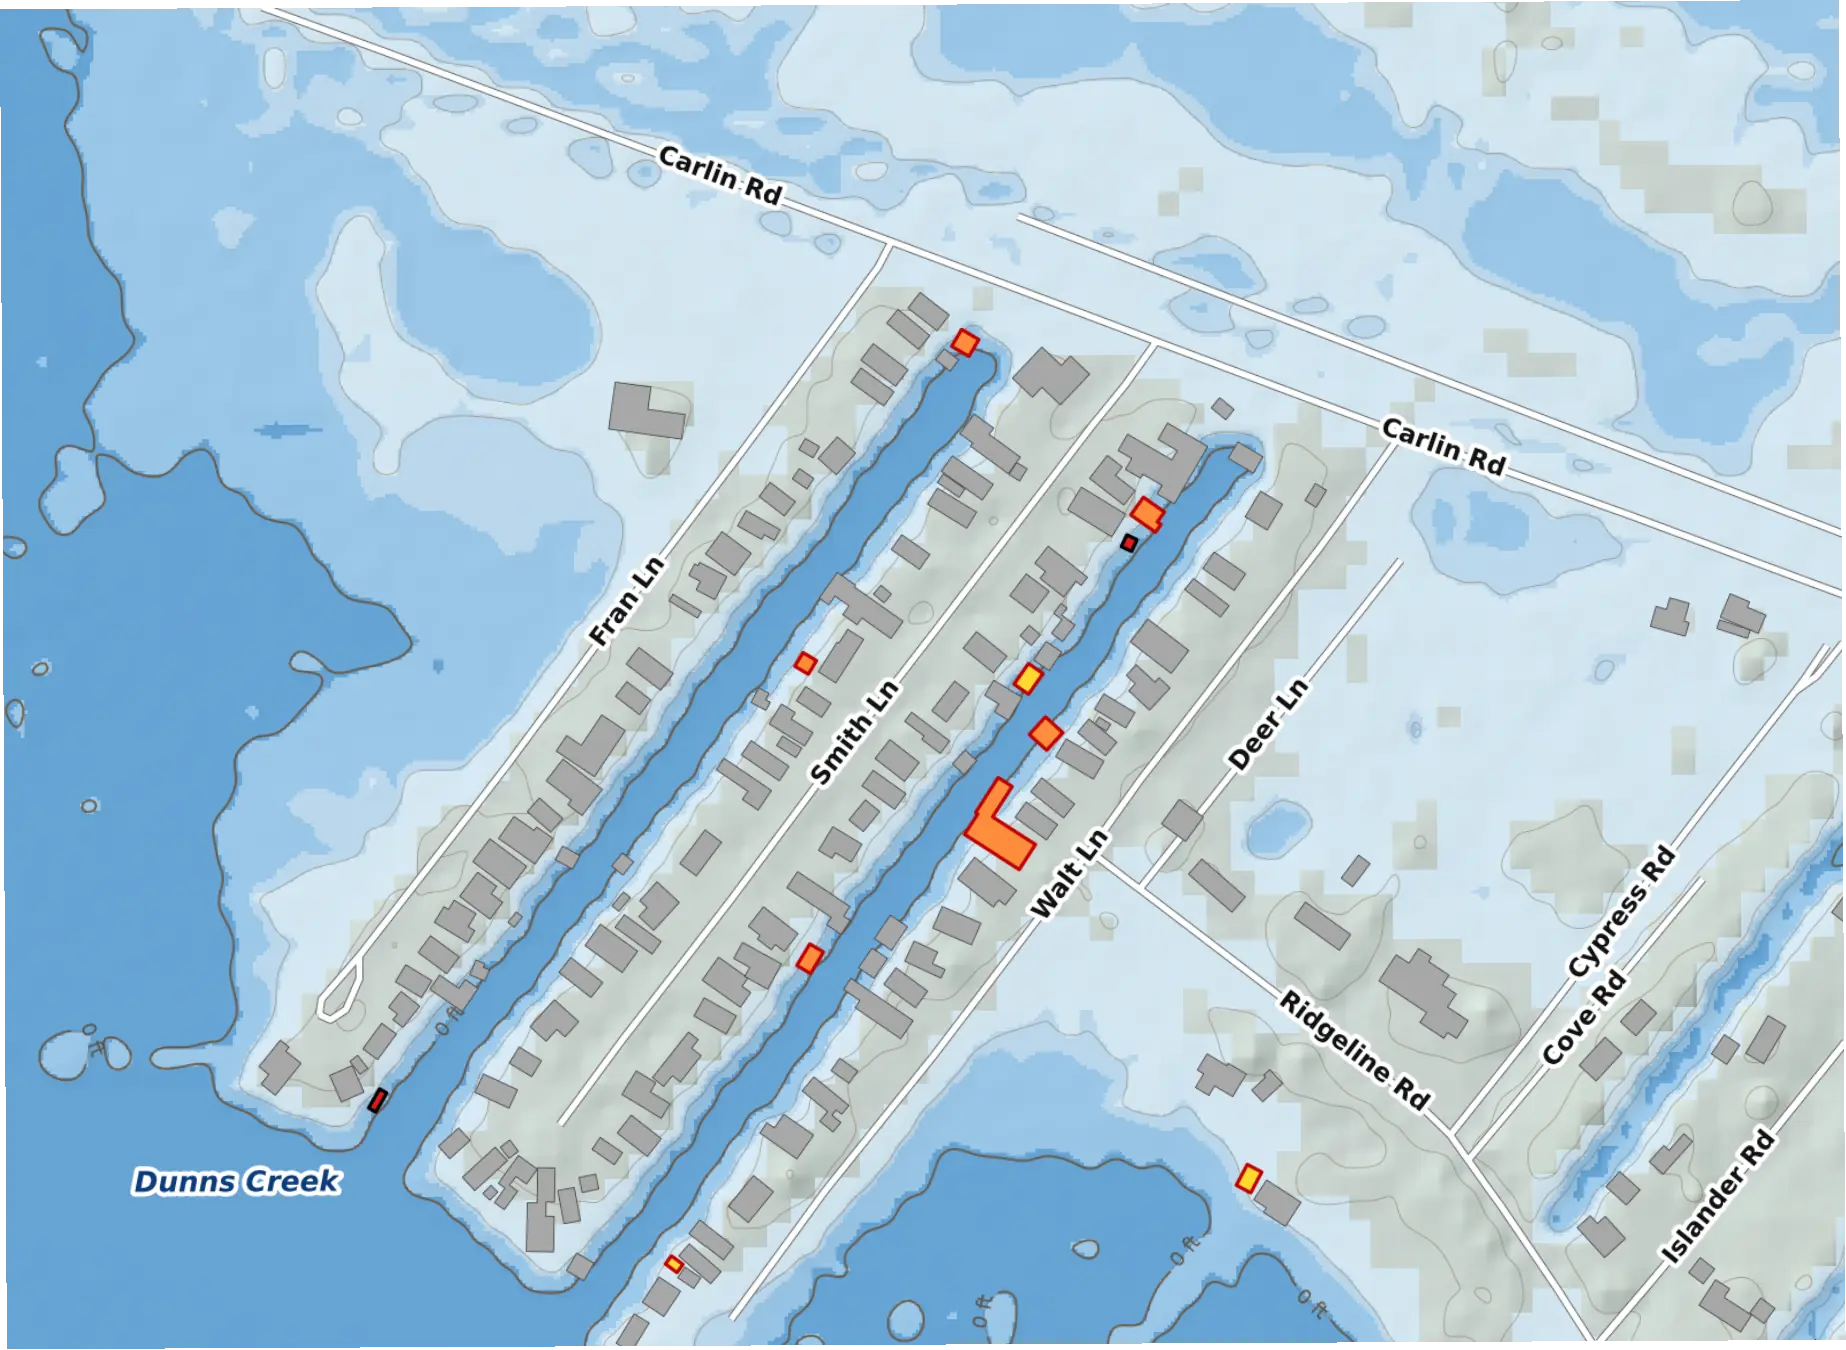 Carlin Rd
Carlin Rd
Fran Ln
Smith Ln
Deer Ln
Walt Ln
Cypress Rd
Cove Rd
Ridgeline Rd
0 ft
Dunns Creek
Islander Rd
0 ft
0 ft
0 ft